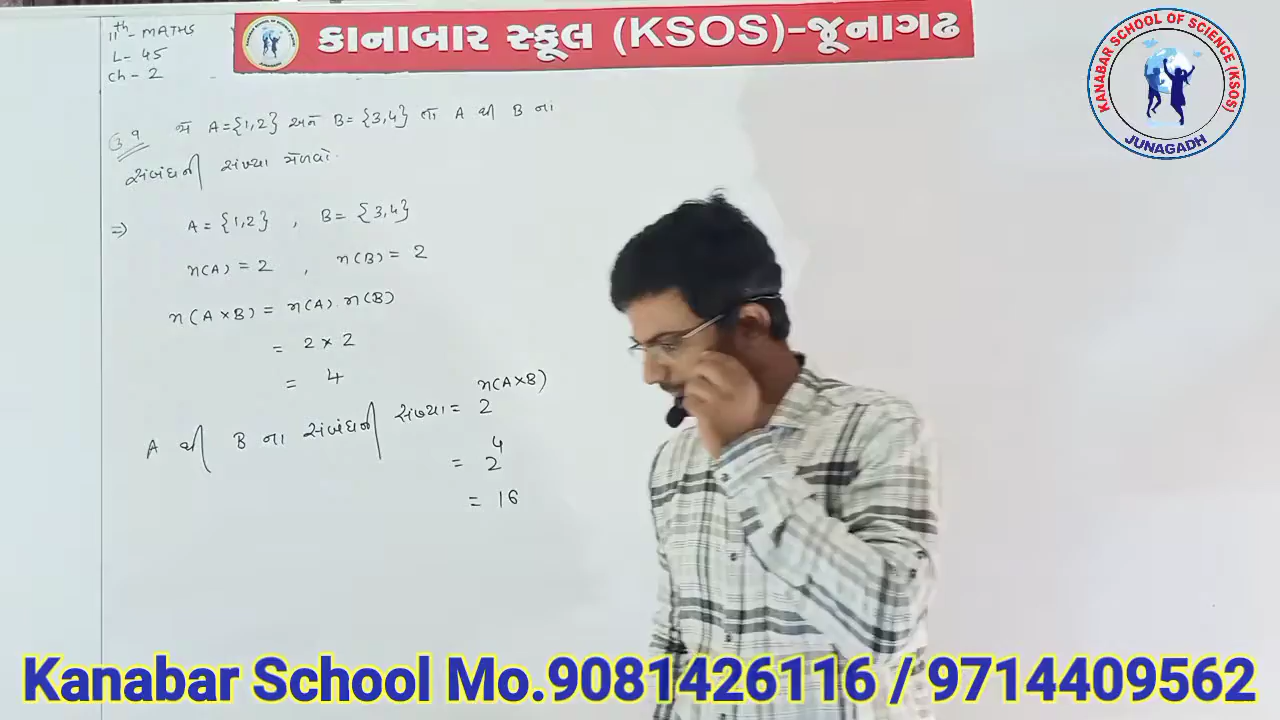 11th - MATHS
L - 45
Ch - 2
કાનાબાર સ્કૂલ (KSOS)-જૂનાગઢ
KANABAR SCHOOL OF SCIENCE (KSOS)
JUNAGADH
ઉ.૧ જો A={1,2} અને B={3,4} તો A થી B નાં
સંબંધની સંખ્યા મેળવો.
⇒ A = {1,2} , B = {3,4}
n(A) = 2 , n(B) = 2
n(A×B) = n(A) . n(B)
= 2 × 2
= 4
A થી B ના સંબંધની સંખ્યા = 2^n(A×B)
= 2^4
= 16
Kanabar School Mo.9081426116 / 9714409562